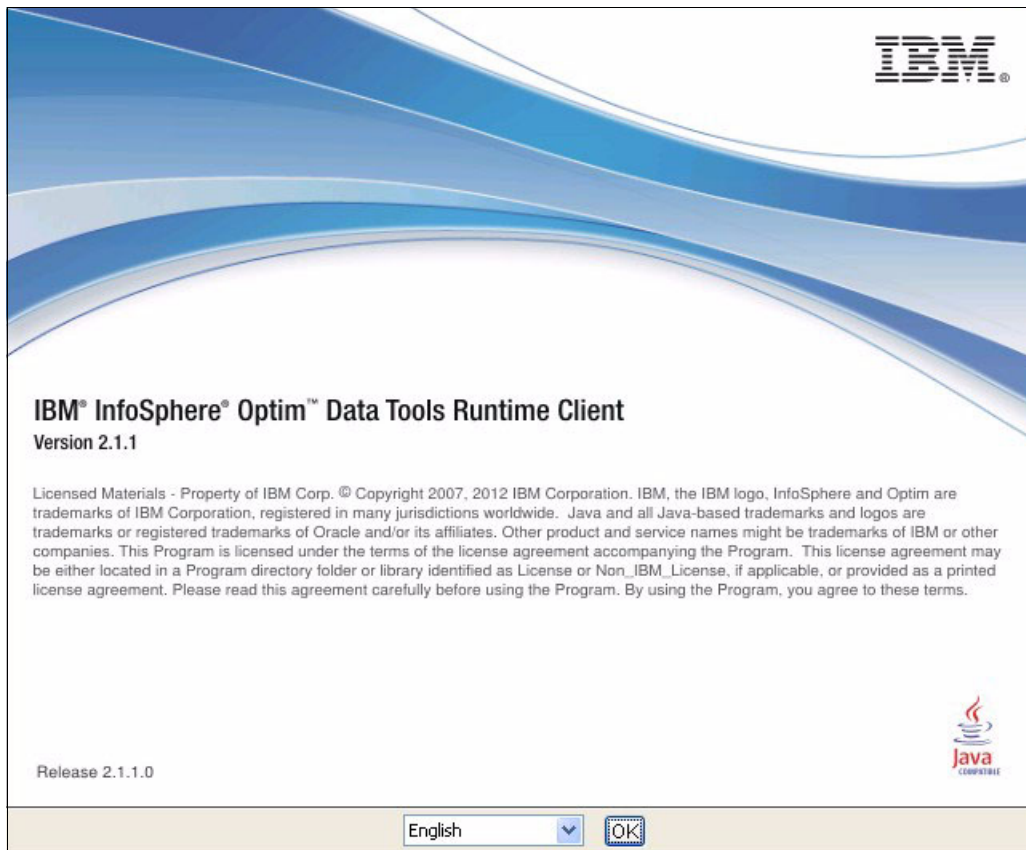 IBM®
IBM® InfoSphere® Optim™ Data Tools Runtime Client
Version 2.1.1
Licensed Materials - Property of IBM Corp. © Copyright 2007, 2012 IBM Corporation. IBM, the IBM logo, InfoSphere and Optim are
trademarks of IBM Corporation, registered in many jurisdictions worldwide.  Java and all Java-based trademarks and logos are
trademarks or registered trademarks of Oracle and/or its affiliates. Other product and service names might be trademarks of IBM or other
companies. This Program is licensed under the terms of the license agreement accompanying the Program.  This license agreement may
be either located in a Program directory folder or library identified as License or Non_IBM_License, if applicable, or provided as a printed
license agreement. Please read this agreement carefully before using the Program. By using the Program, you agree to these terms.
Java
COMPATIBLE
Release 2.1.1.0
English
OK